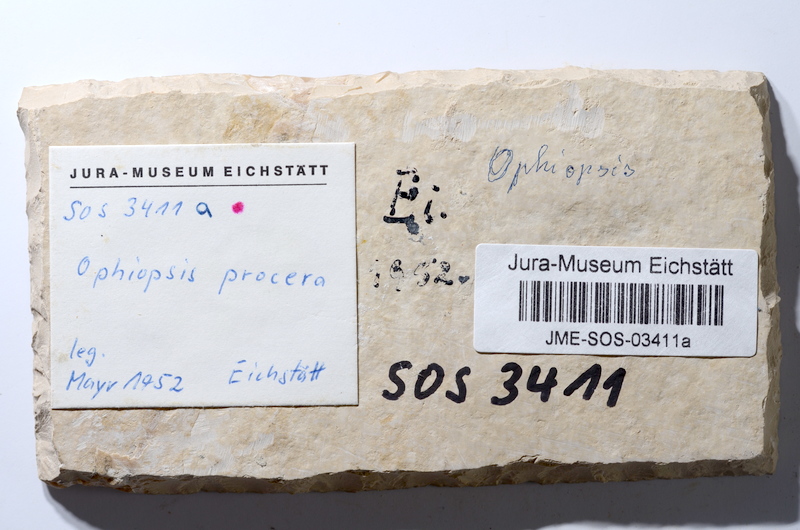 JURA-MUSEUM EICHSTÄTT
SOS 3411 a
Ophiopsis procera
leg.
Mayr 1952 Eichstätt
Ophiopsis
Ei.
1952.
Jura-Museum Eichstätt
JME-SOS-03411a
SOS 3411